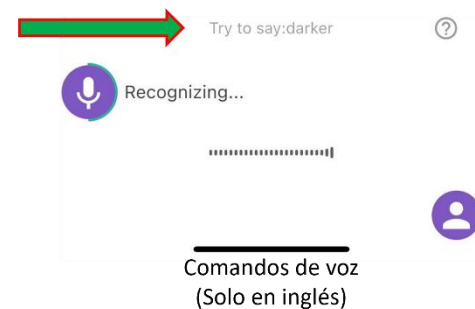 Try to say:darker
Recognizing...
Comandos de voz
(Solo en inglés)